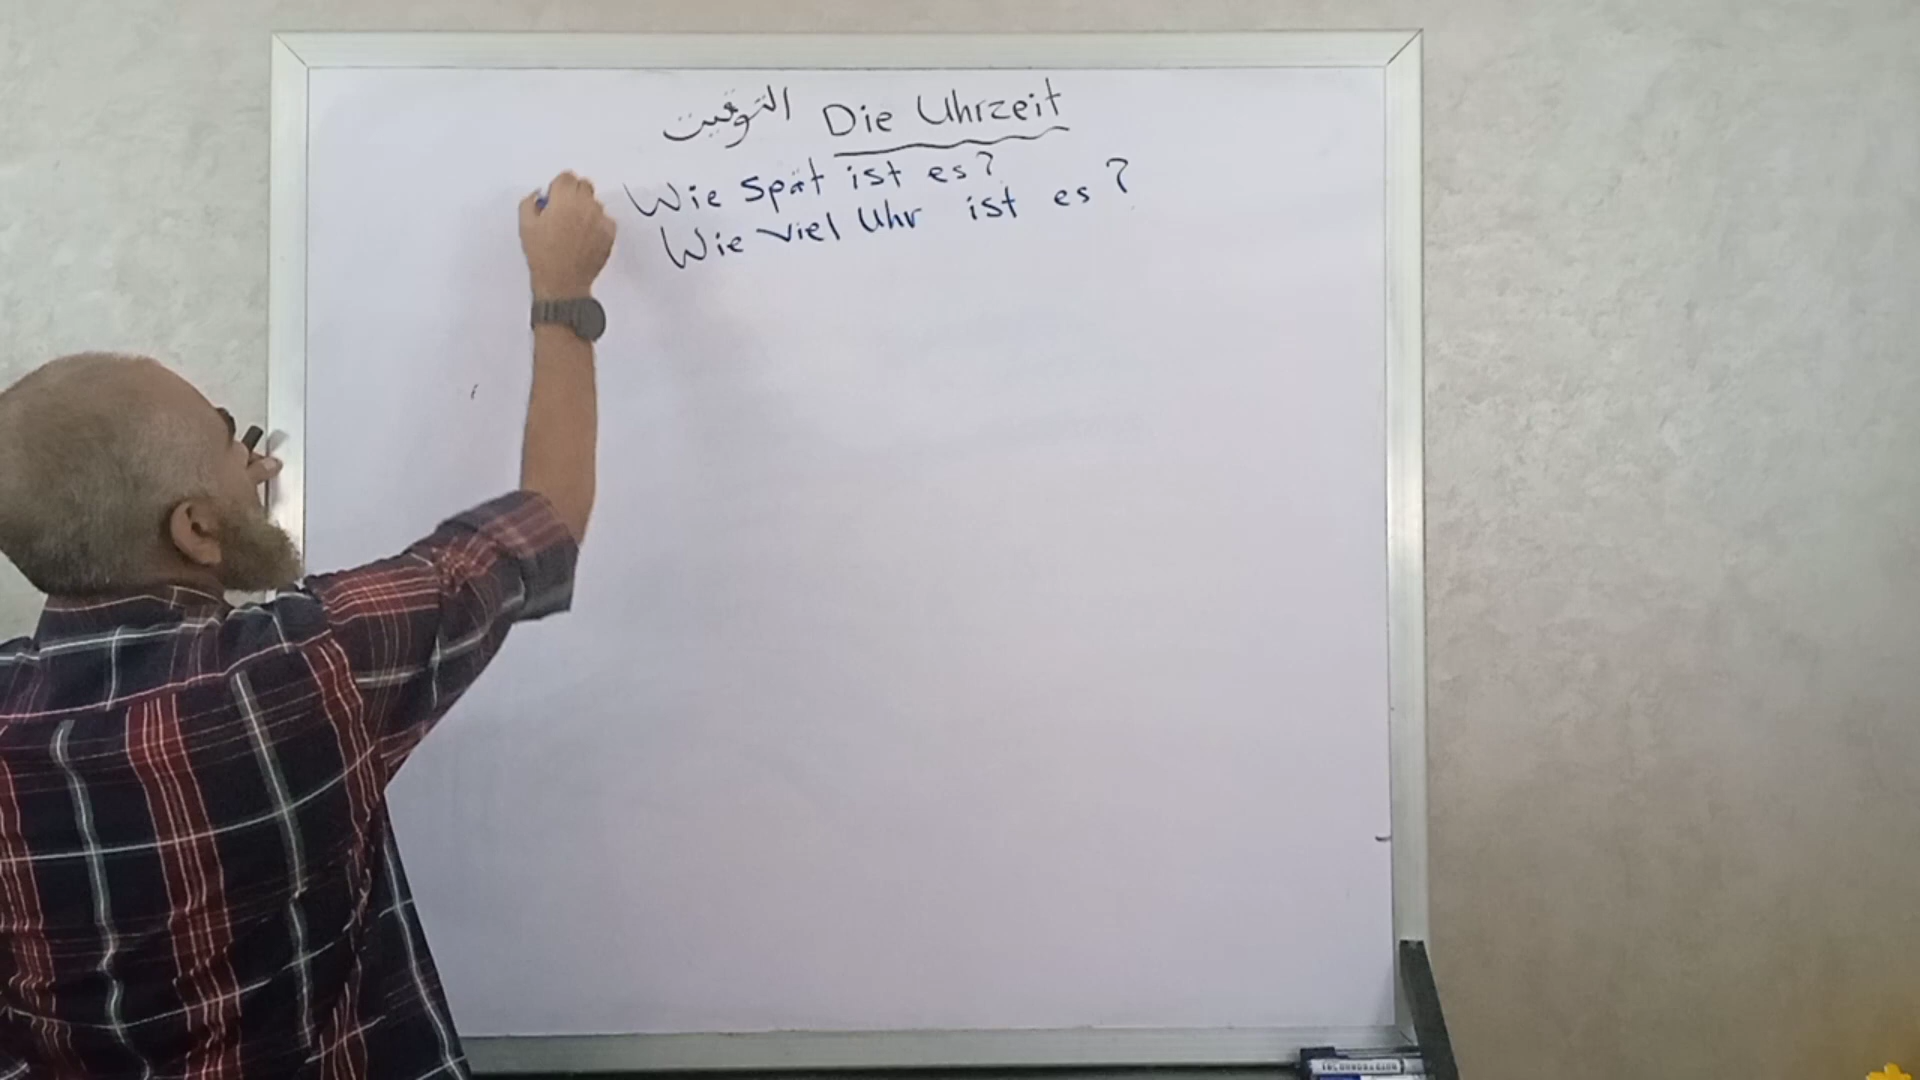 التوقيت Die Uhrzeit
Wie spät ist es?
Wie viel Uhr ist es?